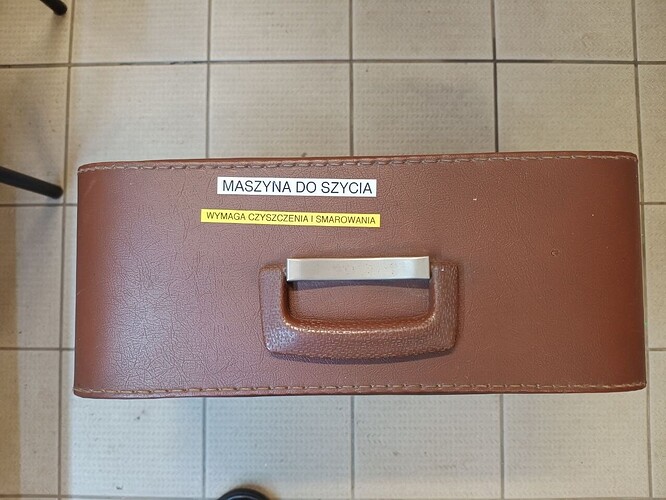 MASZYNA DO SZYCIA
WYMAGA CZYSZCZENIA I SMAROWANIA